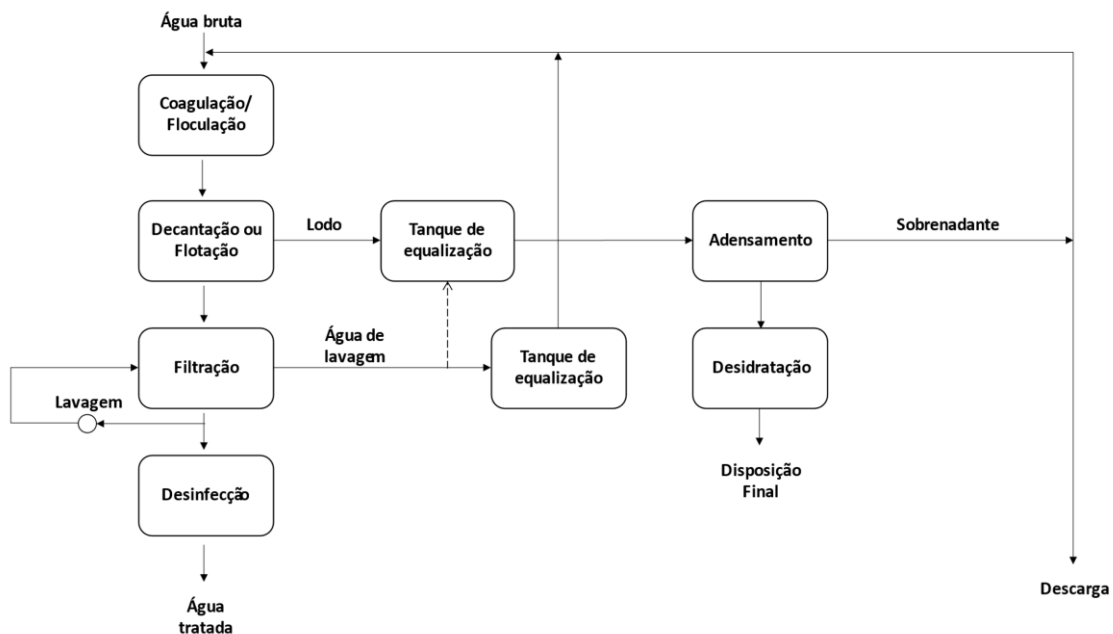 Água bruta
Coagulação/
Floculação
Decantação ou
Flotação
Lodo
Tanque de
equalização
Adensamento
Sobrenadante
Filtração
Água de
lavagem
Tanque de
equalização
Desidratação
Lavagem
Desinfecção
Disposição
Final
Água
tratada
Descarga